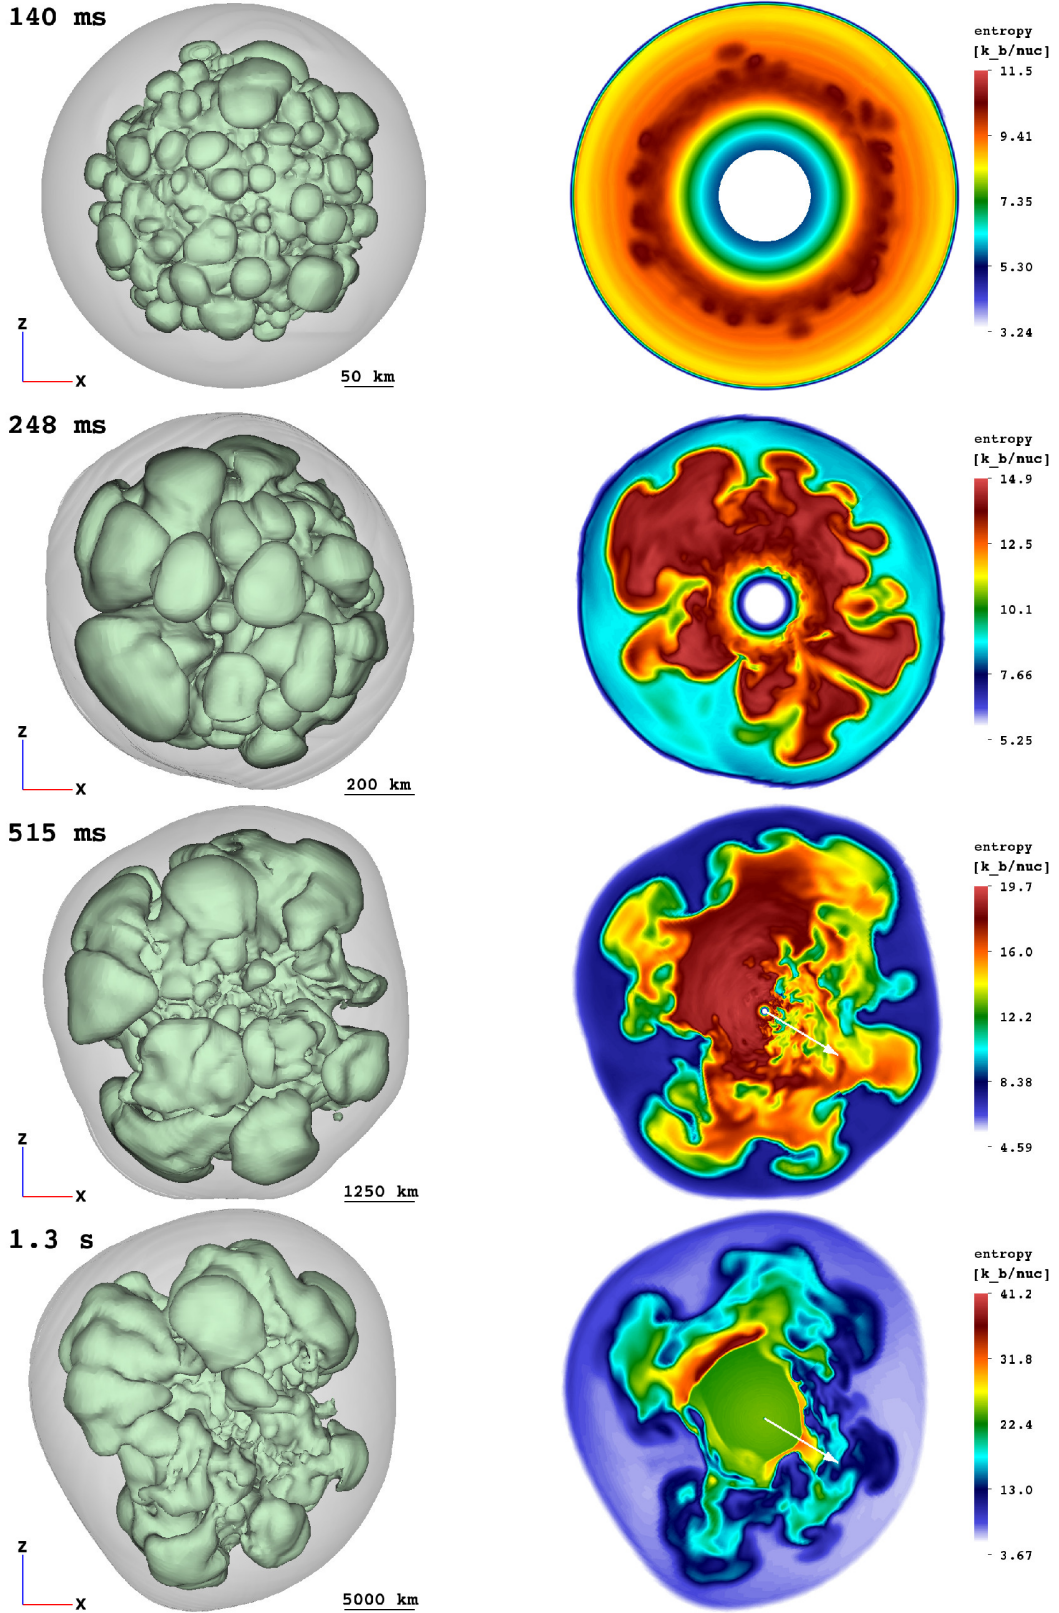 140 ms
entropy
[k_b/nuc]
11.5
9.41
7.35
5.30
3.24
z
x
50 km
248 ms
entropy
[k_b/nuc]
14.9
12.5
10.1
7.66
5.25
z
x
200 km
515 ms
entropy
[k_b/nuc]
19.7
16.0
12.2
8.38
4.59
z
x
1250 km
1.3 s
entropy
[k_b/nuc]
41.2
31.8
22.4
13.0
3.67
z
x
5000 km